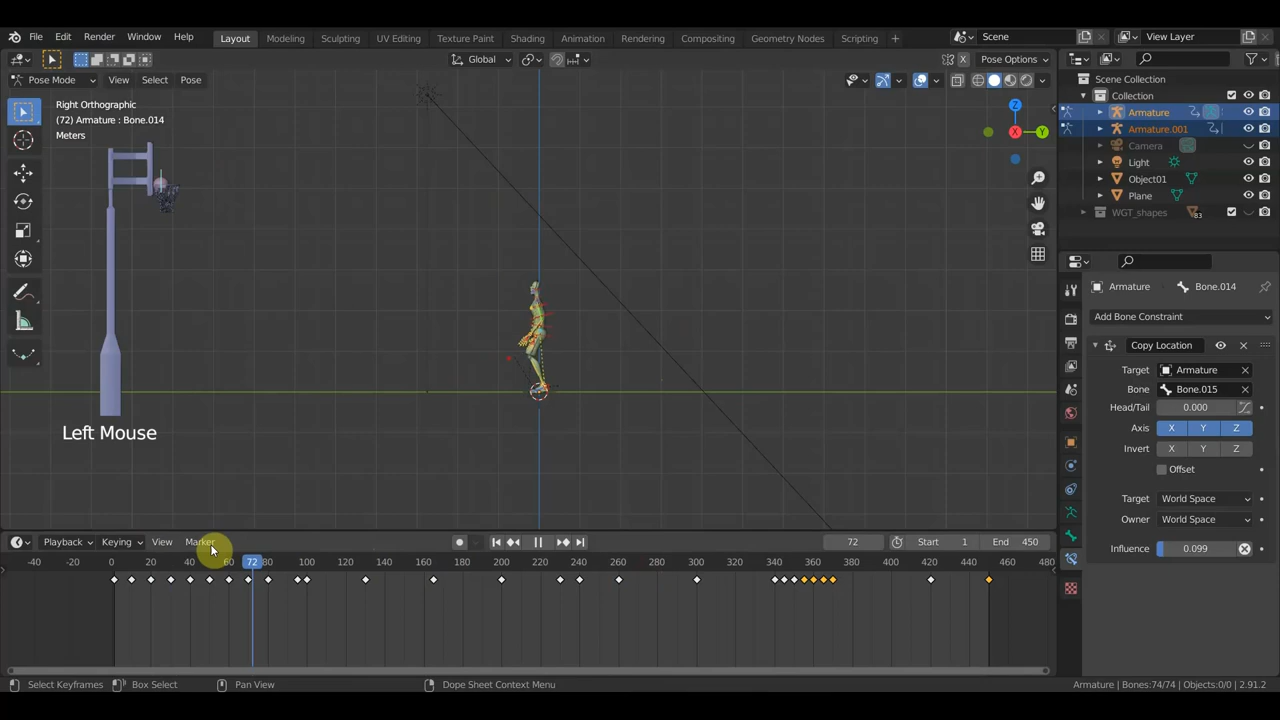 File Edit Render Window Help Layout Modeling Sculpting UV Editing Texture Paint Shading Animation Rendering Compositing Geometry Nodes Scripting + Scene View Layer
Global Pose Options
Pose Mode View Select Pose
Scene Collection
Collection
Armature
Armature.001
Camera
Light
Object01
Plane
WGT_shapes 83
Right Orthographic
(72) Armature : Bone.014
Meters
X Y Z
Left Mouse
Armature Bone.014
Add Bone Constraint
Copy Location
Target Armature
Bone Bone.015
Head/Tail 0.000
Axis X Y Z
Invert X Y Z
Offset
Target World Space
Owner World Space
Influence 0.099
Playback Keying View Marker 72 Start 1 End 450
-40 -20 0 20 40 60 72 80 100 120 140 160 180 200 220 240 260 280 300 320 340 360 380 400 420 440 460 480
Select Keyframes Box Select Pan View Dope Sheet Context Menu Armature | Bones:74/74 | Objects:0/0 | 2.91.2